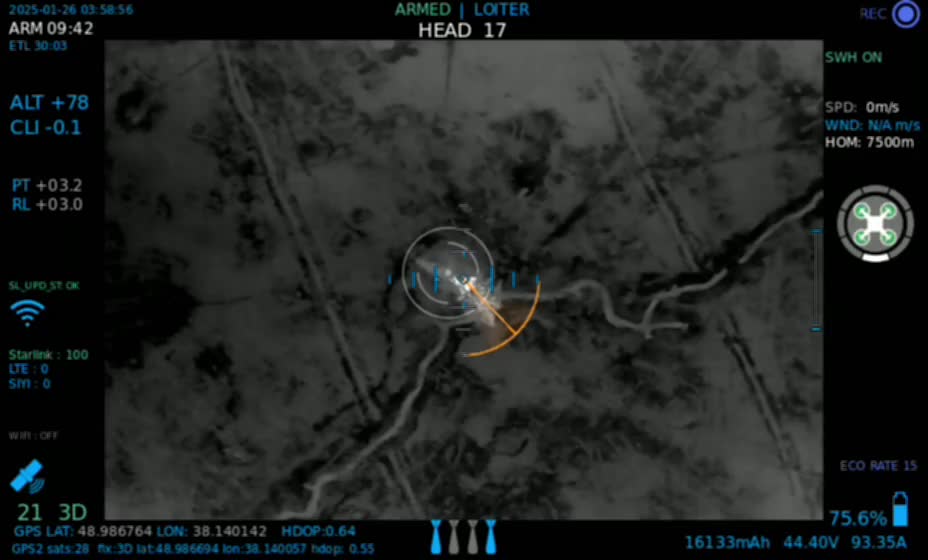 2025-01-26 03:58:56
ARMED | LOITER
REC
ARM 09:42
HEAD 17
ETL 30:03
SWH ON
ALT +78
CLI -0.1
SPD: 0m/s
WND: N/A m/s
HOM: 7500m
PT +03.2
RL +03.0
SL_UPD_ST: OK
Starlink : 100
LTE : 0
SIYI : 0
WIFI : OFF
ECO RATE 15
21 3D
75.6%
GPS LAT: 48.986764 LON: 38.140142 HDOP:0.64
GPS2 sats:28 fix:3D lat:48.986694 lon:38.140057 hdop: 0.55
16133mAh 44.40V 93.35A